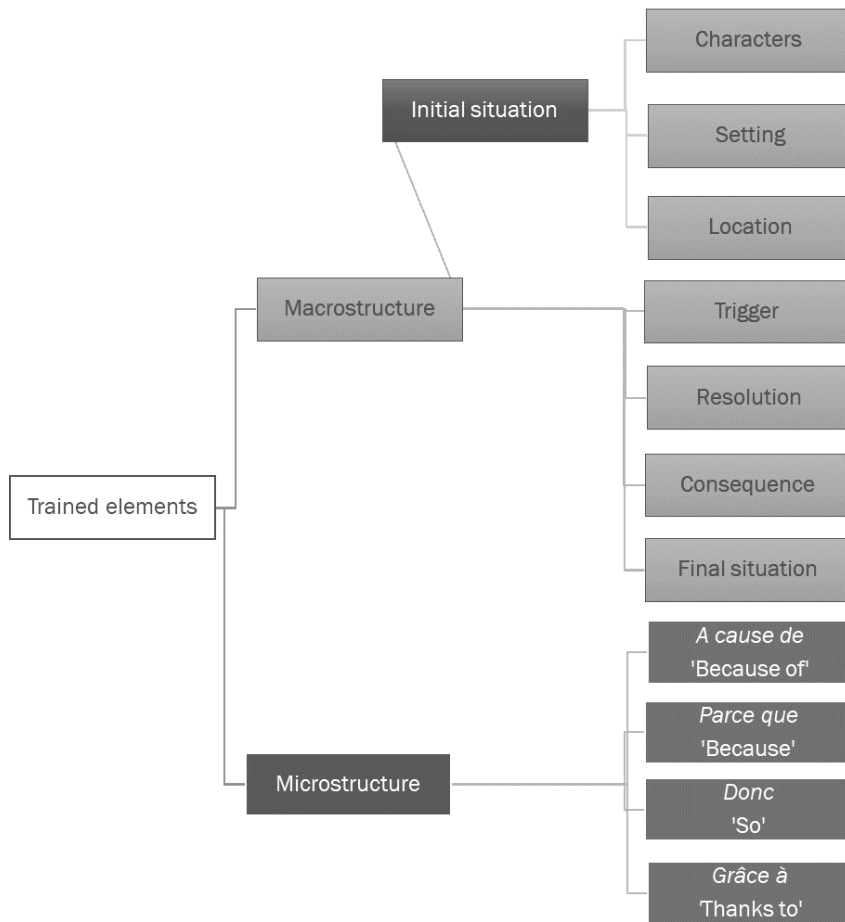 Characters
Initial situation
Setting
Location
Macrostructure
Trigger
Resolution
Consequence
Trained elements
Final situation
A cause de
'Because of'
Parce que
'Because'
Microstructure
Donc
'So'
Grâce à
'Thanks to'